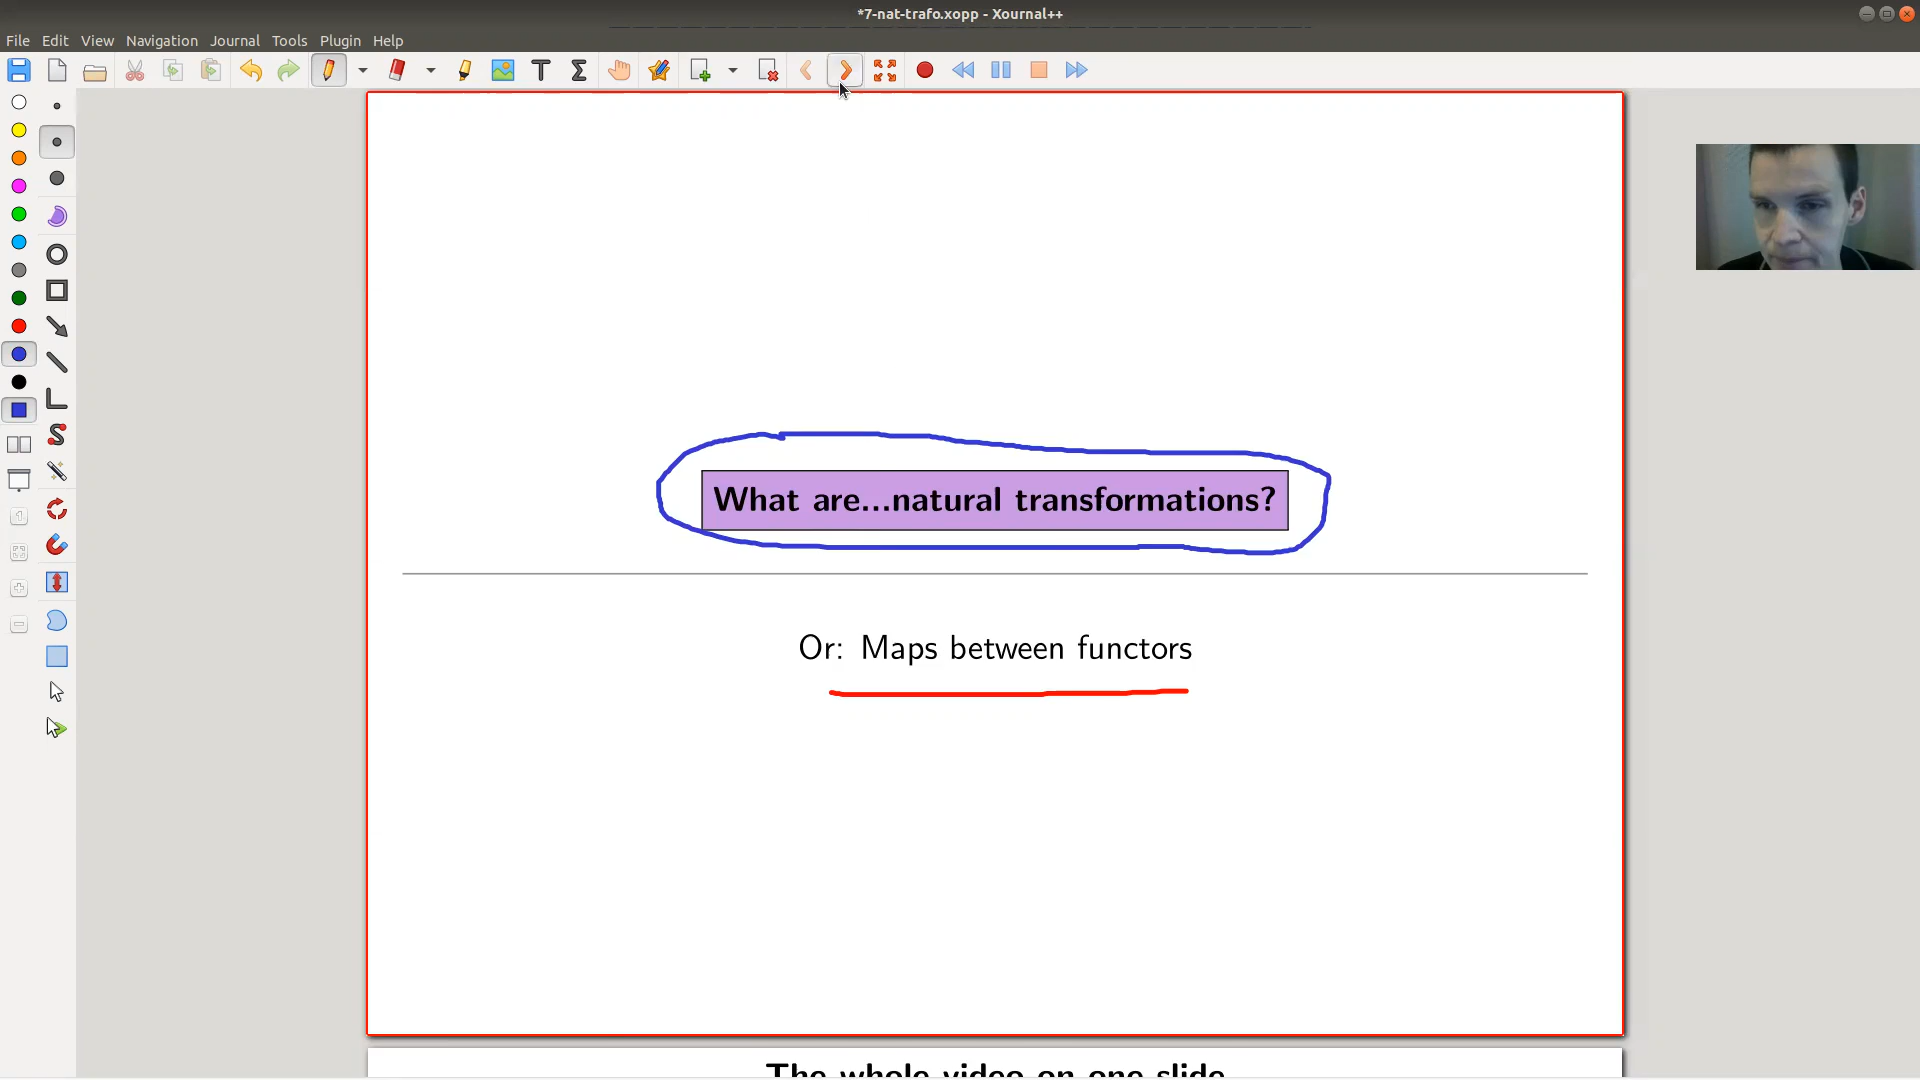 *7-nat-trafo.xopp - Xournal++
File Edit View Navigation Journal Tools Plugin Help
What are...natural transformations?
Or: Maps between functors
The whole video on one slide